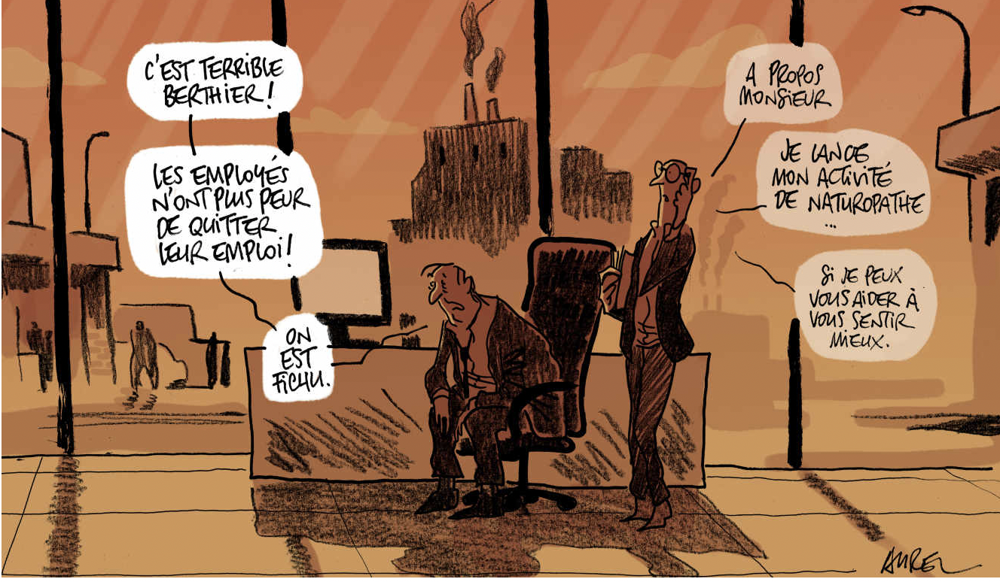 C'EST TERRIBLE
BERTHIER !
LES EMPLOYÉS
N'ONT PLUS PEUR
DE QUITTER
LEUR EMPLOI !
ON
EST
FICHU.
A PROPOS
MONSIEUR
JE LANCE
MON ACTIVITÉ
DE NATUROPATHE
...
SI JE PEUX
VOUS AIDER À
VOUS SENTIR
MIEUX.
AUREL